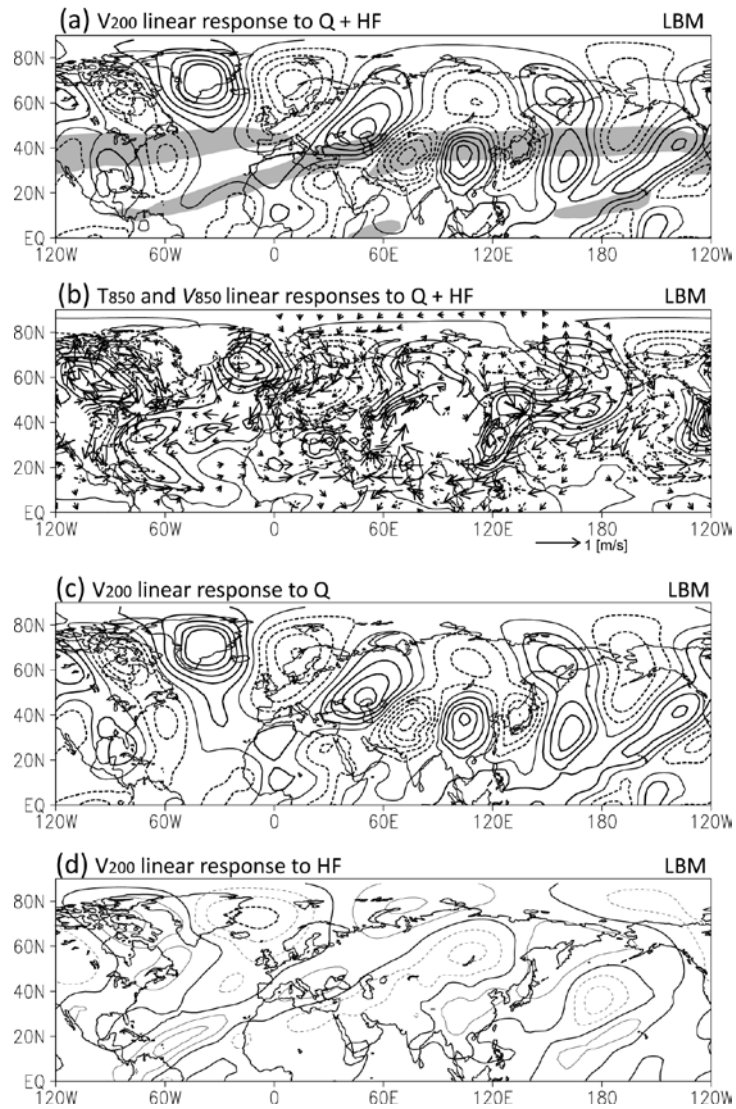 (a) V200 linear response to Q + HF LBM
80N
60N
40N
20N
EQ
120W 60W 0 60E 120E 180 120W
(b) T850 and V850 linear responses to Q + HF LBM
80N
60N
40N
20N
EQ
120W 60W 0 60E 120E 180 120W
1 [m/s]
(c) V200 linear response to Q LBM
80N
60N
40N
20N
EQ
120W 60W 0 60E 120E 180 120W
(d) V200 linear response to HF LBM
80N
60N
40N
20N
EQ
120W 60W 0 60E 120E 180 120W